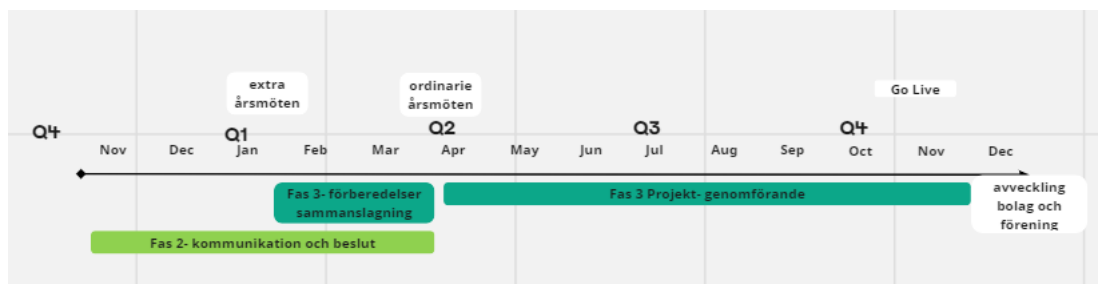 extra
årsmöten
ordinarie
årsmöten
Go Live
Q4
Q1
Q2
Q3
Q4
Nov Dec Jan Feb Mar Apr May Jun Jul Aug Sep Oct Nov Dec
Fas 3- förberedelser
sammanslagning
Fas 3 Projekt- genomförande
avveckling
bolag och
förening
Fas 2- kommunikation och beslut